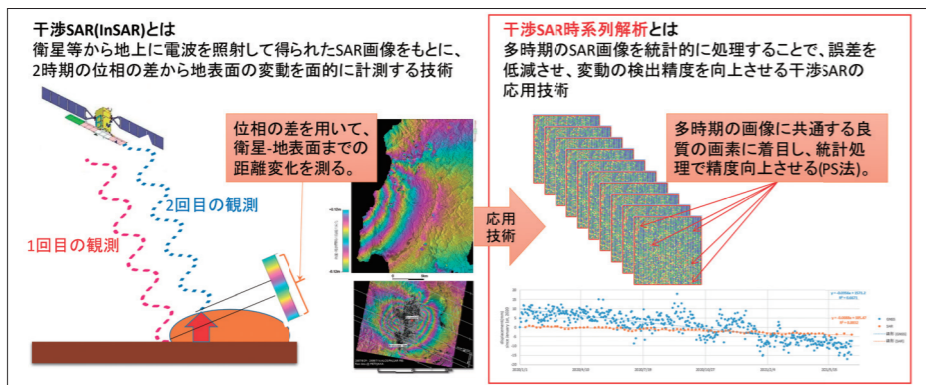 干渉SAR(InSAR)とは
衛星等から地上に電波を照射して得られたSAR画像をもとに、
2時期の位相の差から地表面の変動を面的に計測する技術
位相の差を用いて、
衛星-地表面までの
距離変化を測る。
2回目の観測
1回目の観測
応用
技術
干渉SAR時系列解析とは
多時期のSAR画像を統計的に処理することで、誤差を
低減させ、変動の検出精度を向上させる干渉SARの
応用技術
多時期の画像に共通する良
質の画素に着目し、統計処
理で精度向上させる(PS法)。